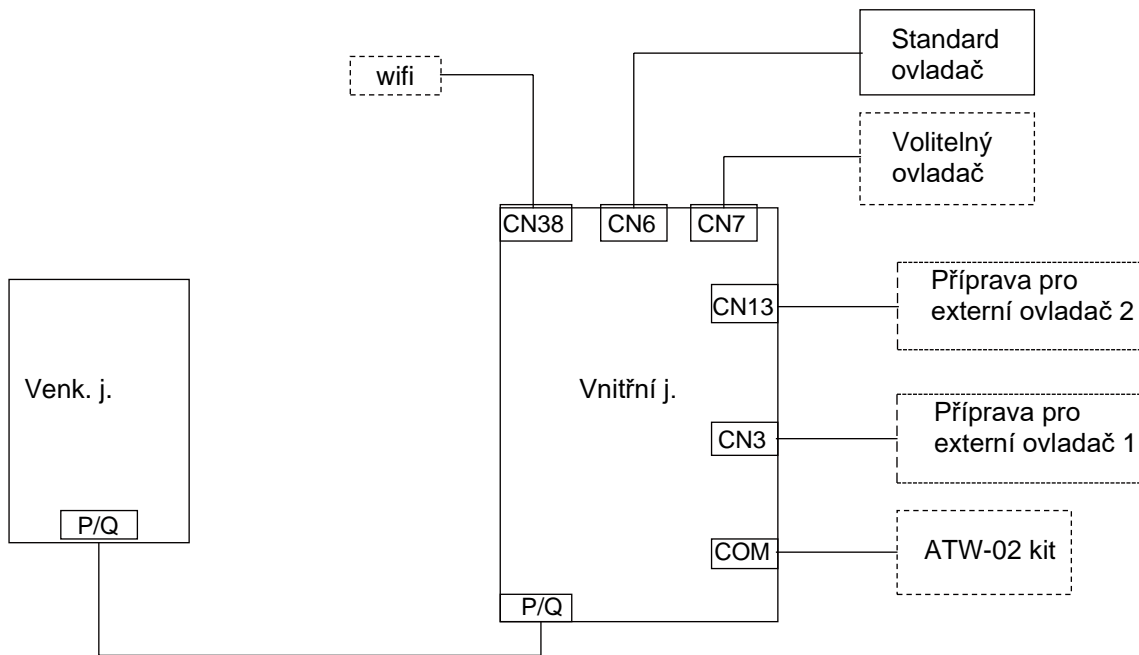 Standard
ovladač
wifi
Volitelný
ovladač
CN38
CN6
CN7
Příprava pro
externí ovladač 2
CN13
Venk. j.
Vnitřní j.
Příprava pro
externí ovladač 1
CN3
P/Q
COM
ATW-02 kit
P/Q